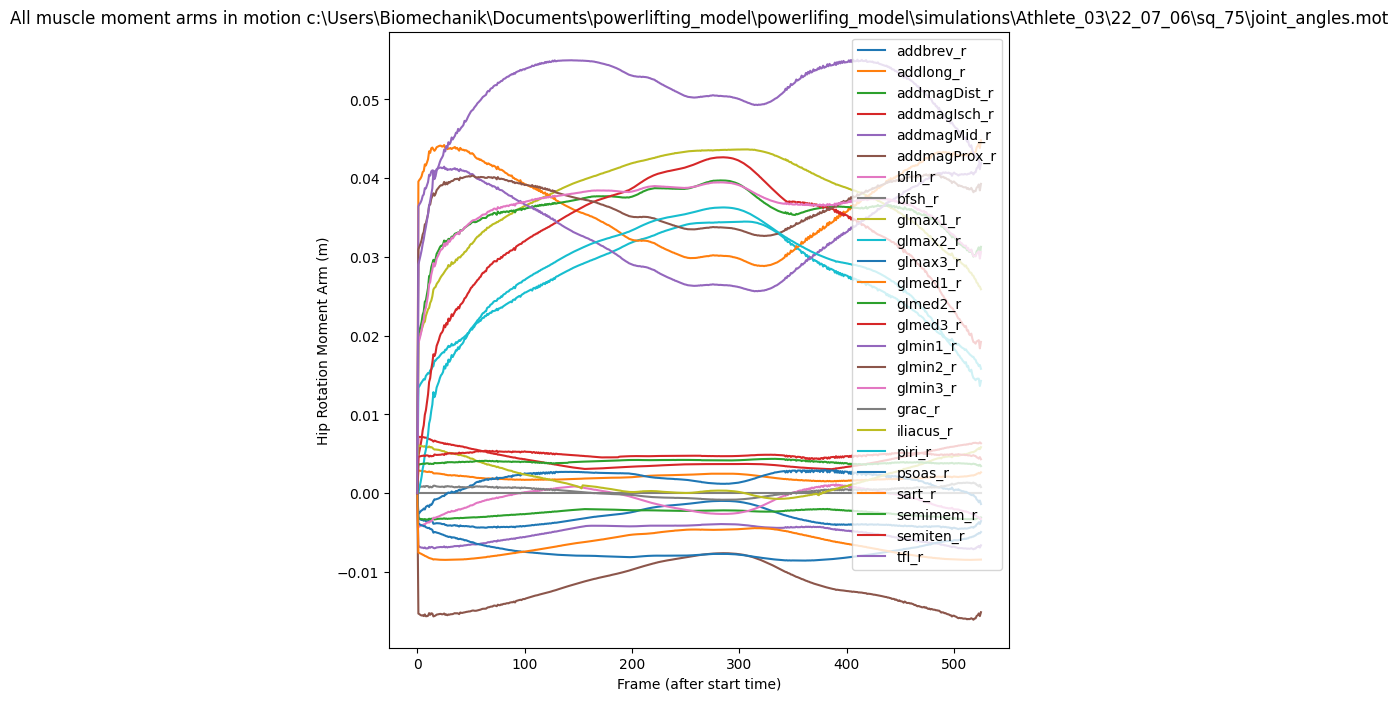 All muscle moment arms in motion c:\Users\Biomechanik\Documents\powerlifting_model\powerlifing_model\simulations\Athlete_03\22_07_06\sq_75\joint_angles.mot
addbrev_r
addlong_r
addmagDist_r
addmagIsch_r
addmagMid_r
addmagProx_r
bflh_r
bfsh_r
glmax1_r
glmax2_r
glmax3_r
glmed1_r
glmed2_r
glmed3_r
glmin1_r
glmin2_r
glmin3_r
grac_r
iliacus_r
piri_r
psoas_r
sart_r
semimem_r
semiten_r
tfl_r
Hip Rotation Moment Arm (m)
0.05
0.04
0.03
0.02
0.01
0.00
−0.01
0 100 200 300 400 500
Frame (after start time)